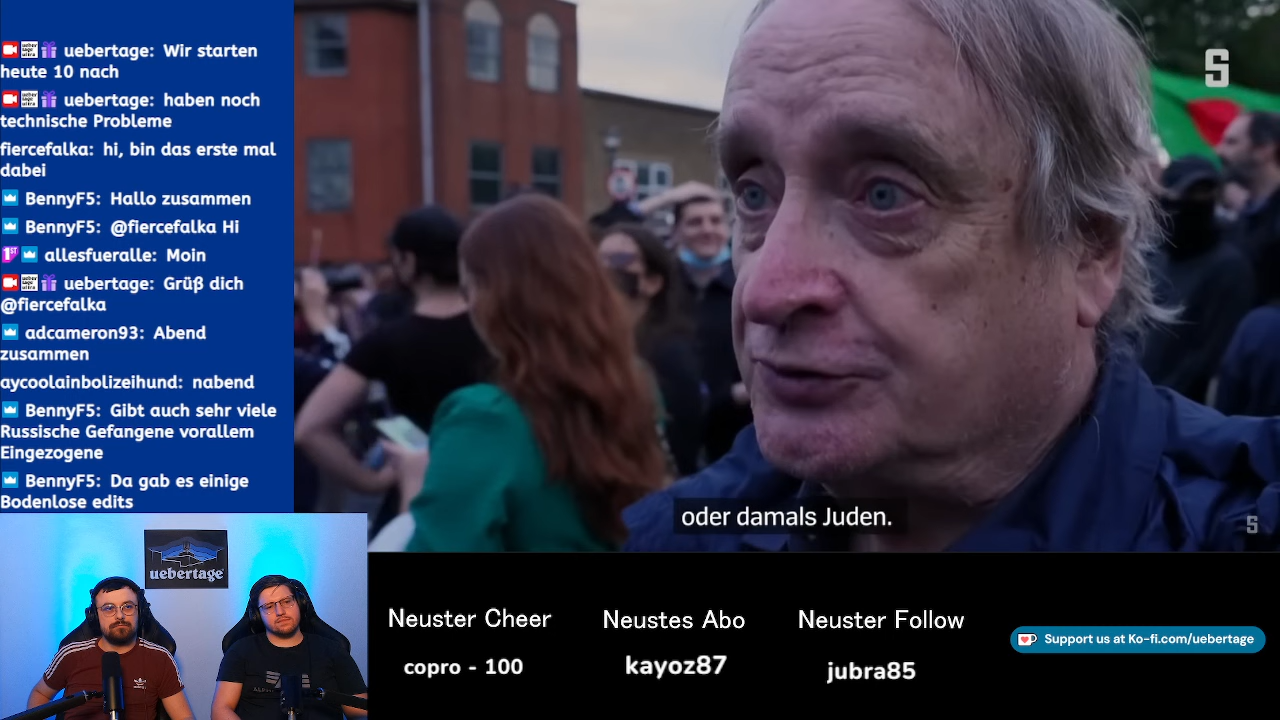 uebertage: Wir starten
heute 10 nach
uebertage: haben noch
technische Probleme
fiercefalka: hi, bin das erste mal
dabei
BennyF5: Hallo zusammen
BennyF5: @fiercefalka Hi
1ST allesfueralle: Moin
uebertage: Grüß dich
@fiercefalka
adcameron93: Abend
zusammen
aycoolainbolizeihund: nabend
BennyF5: Gibt auch sehr viele
Russische Gefangene vorallem
Eingezogene
BennyF5: Da gab es einige
Bodenlose edits
S
oder damals Juden.
S
uebertage
Neuster Cheer
copro - 100
Neustes Abo
kayoz87
Neuster Follow
jubra85
Support us at Ko-fi.com/uebertage